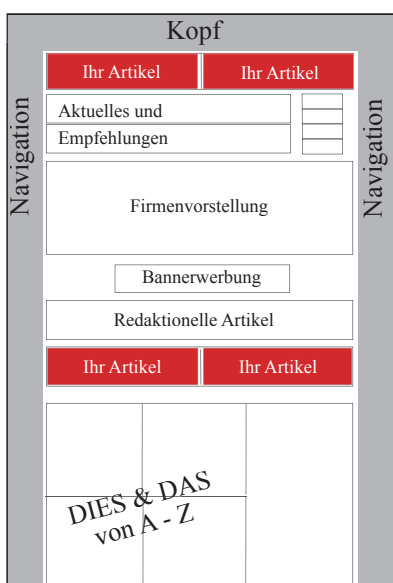 Kopf
Navigation
Navigation
Ihr Artikel
Ihr Artikel
Aktuelles und
Empfehlungen
Firmenvorstellung
Bannerwerbung
Redaktionelle Artikel
Ihr Artikel
Ihr Artikel
DIES & DAS
von A - Z